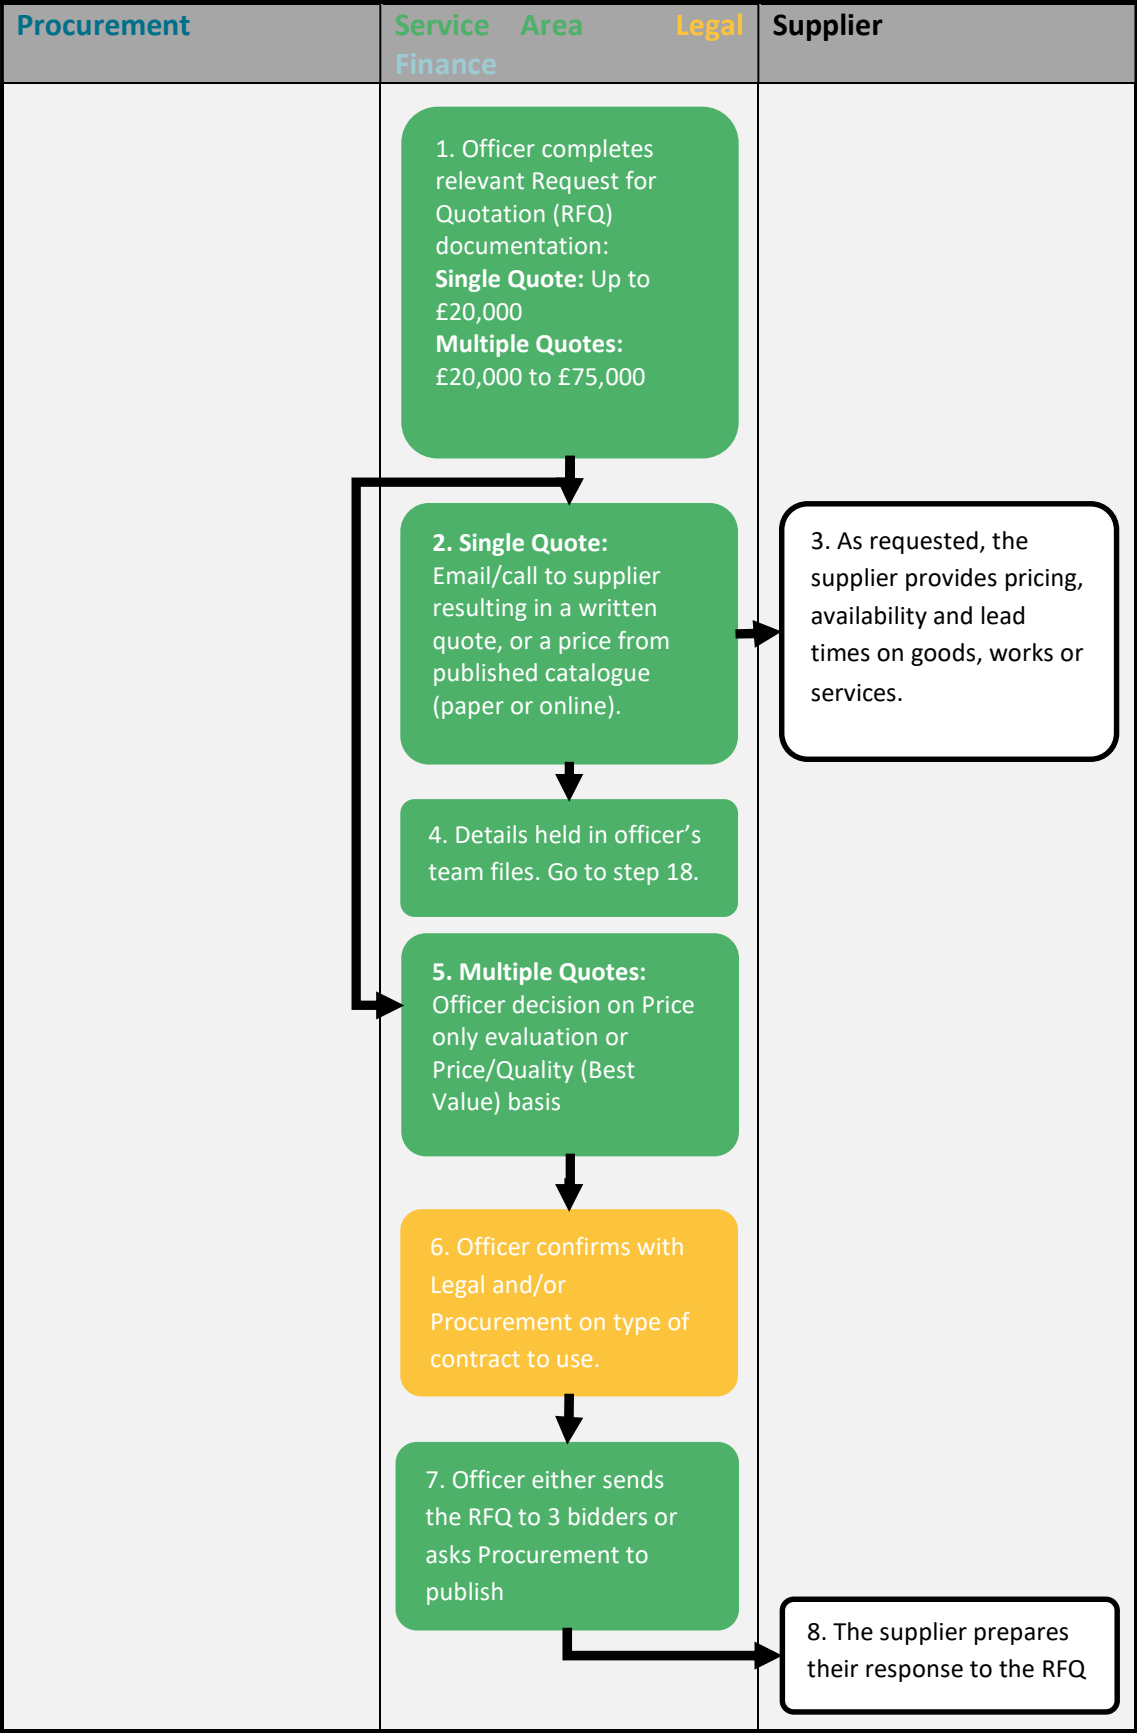 Procurement
Service Area Legal
Finance
Supplier
1. Officer completes
relevant Request for
Quotation (RFQ)
documentation:
Single Quote: Up to
£20,000
Multiple Quotes:
£20,000 to £75,000
2. Single Quote:
Email/call to supplier
resulting in a written
quote, or a price from
published catalogue
(paper or online).
3. As requested, the
supplier provides pricing,
availability and lead
times on goods, works or
services.
4. Details held in officer’s
team files. Go to step 18.
5. Multiple Quotes:
Officer decision on Price
only evaluation or
Price/Quality (Best
Value) basis
6. Officer confirms with
Legal and/or
Procurement on type of
contract to use.
7. Officer either sends
the RFQ to 3 bidders or
asks Procurement to
publish
8. The supplier prepares
their response to the RFQ